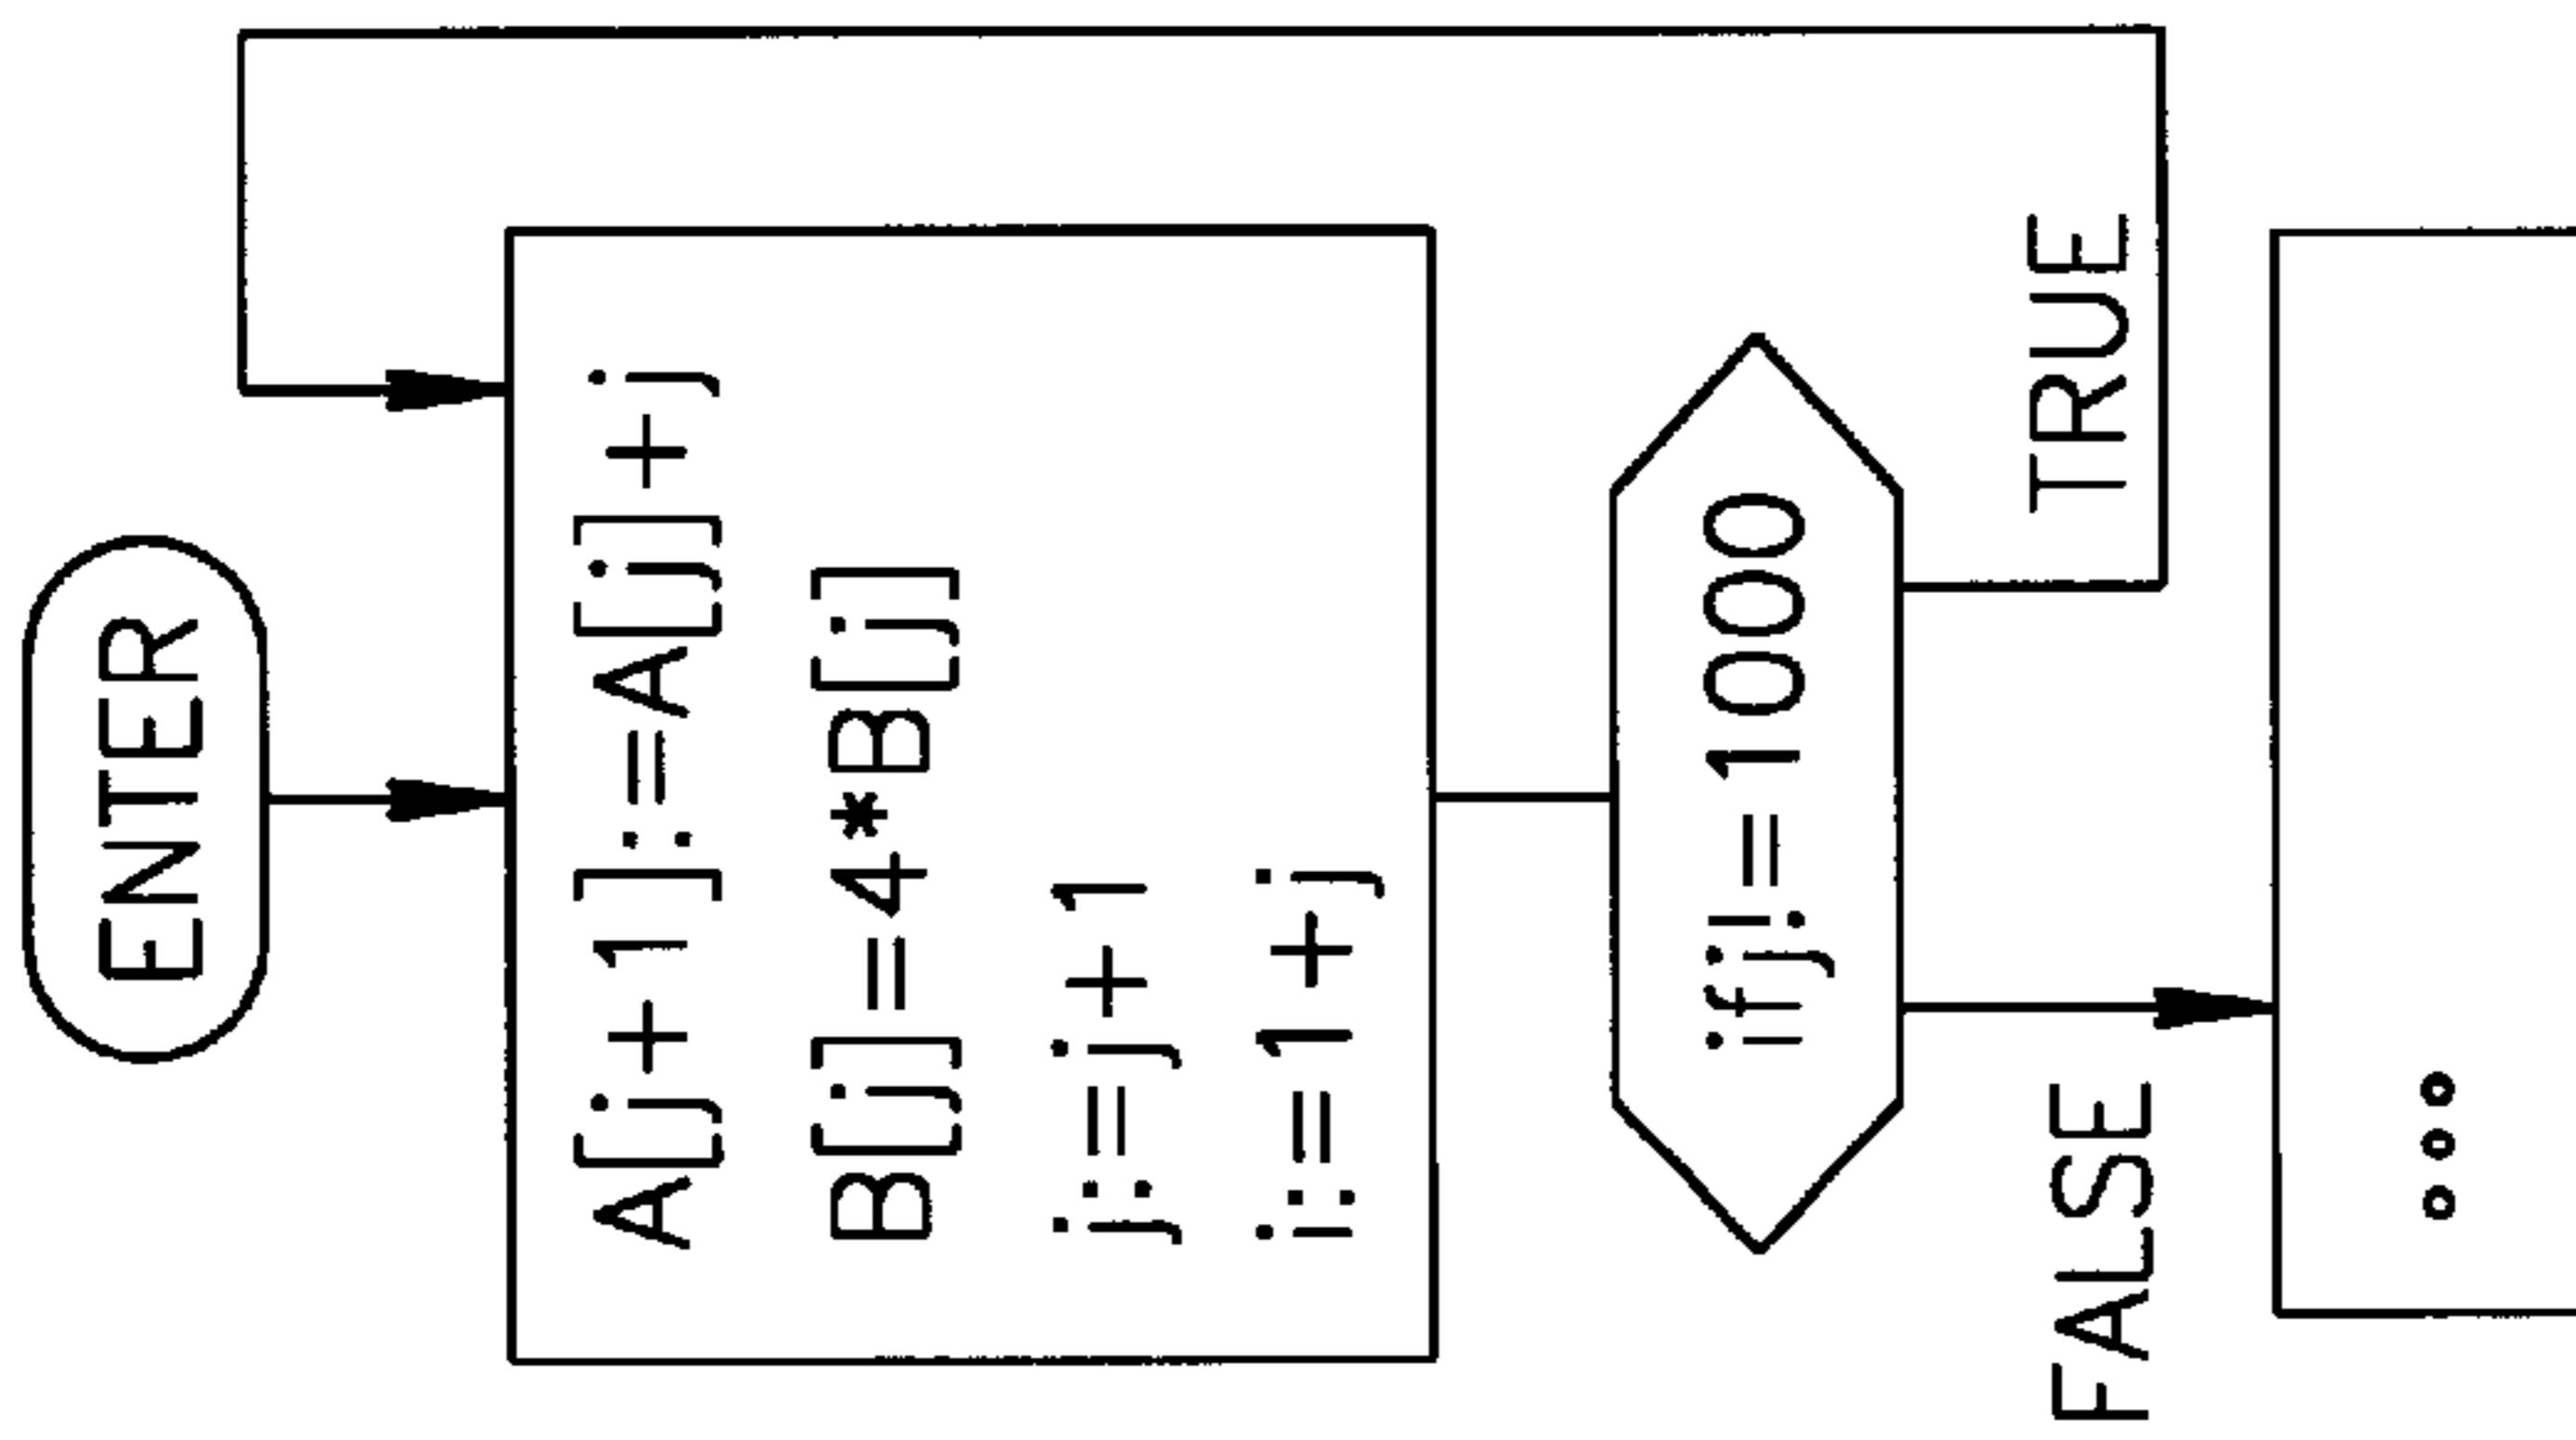 ENTER
A[j+1]:=A[j]+j
B[j]=4*B[j]
j:=j+1
i:=1+j
if j!=1000
TRUE
FALSE